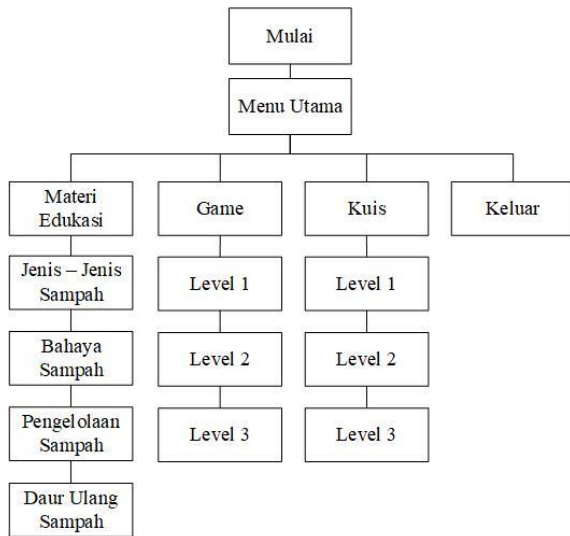 Mulai
Menu Utama
Materi
Edukasi
Game
Kuis
Keluar
Jenis – Jenis
Sampah
Level 1
Level 1
Bahaya
Sampah
Level 2
Level 2
Pengelolaan
Sampah
Level 3
Level 3
Daur Ulang
Sampah